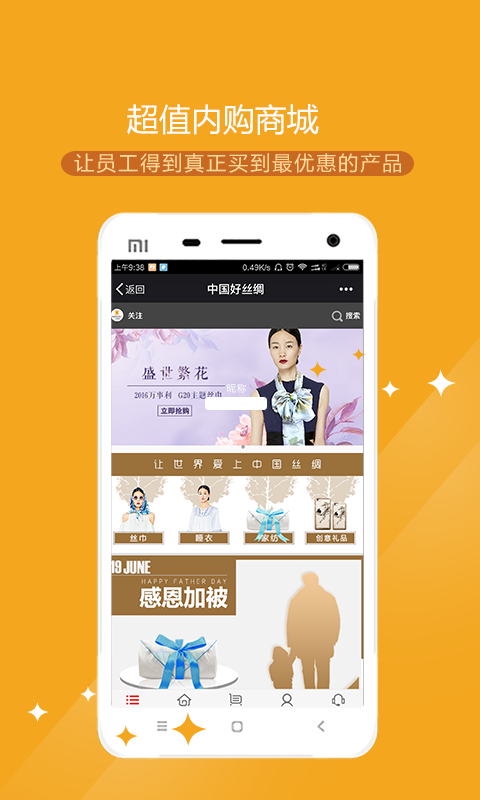 超值内购商城
让员工得到真正买到最优惠的产品
mi
上午9:38
0.49K/s
返回
中国好丝绸
关注
搜索
盛世繁花
昵称
2016万事利 G20主题丝巾
立即抢购
让世界爱上中国丝绸
丝巾
睡衣
家纺
创意礼品
19 JUNE
HAPPY FATHER DAY
感恩加被